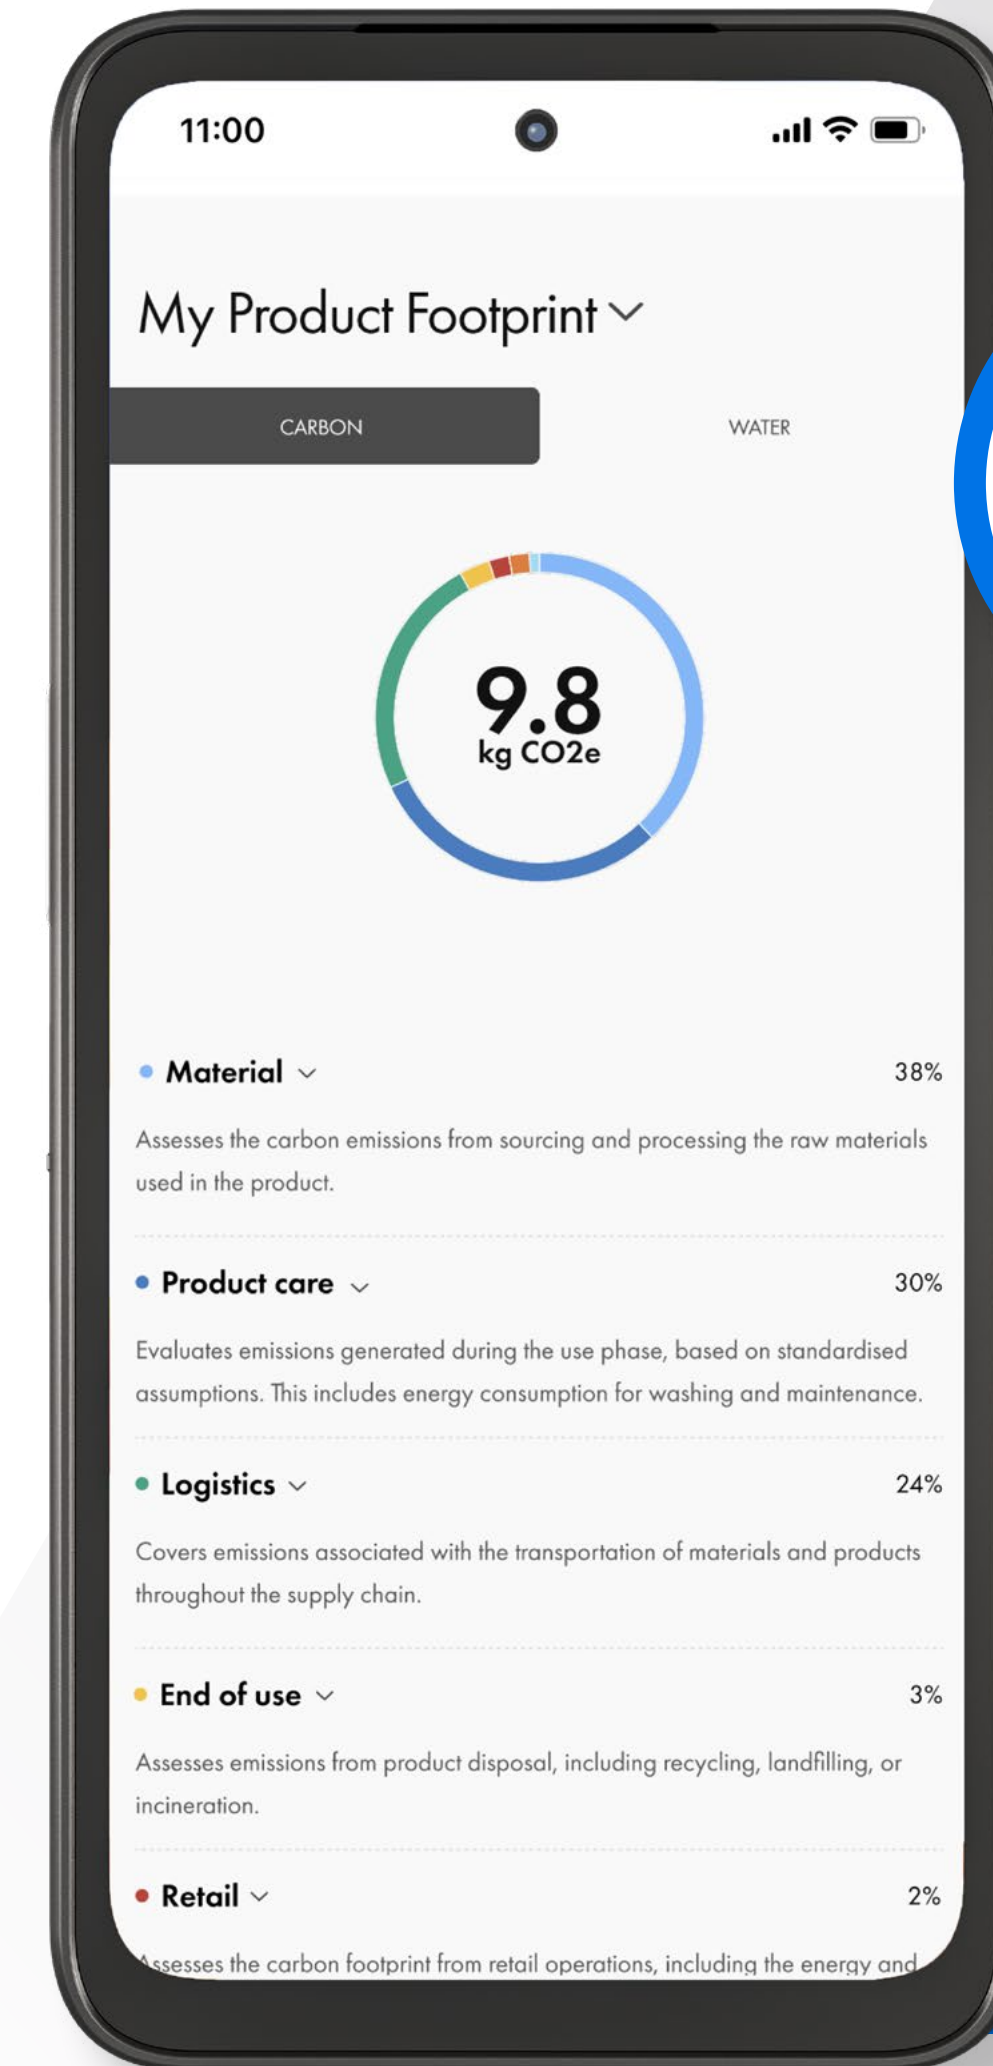 11:00
My Product Footprint
CARBON
WATER
9.8
kg CO2e
Material
38%
Assesses the carbon emissions from sourcing and processing the raw materials
used in the product.
Product care
30%
Evaluates emissions generated during the use phase, based on standardised
assumptions. This includes energy consumption for washing and maintenance.
Logistics
24%
Covers emissions associated with the transportation of materials and products
throughout the supply chain.
End of use
3%
Assesses emissions from product disposal, including recycling, landfilling, or
incineration.
Retail
2%
Assesses the carbon footprint from retail operations, including the energy and